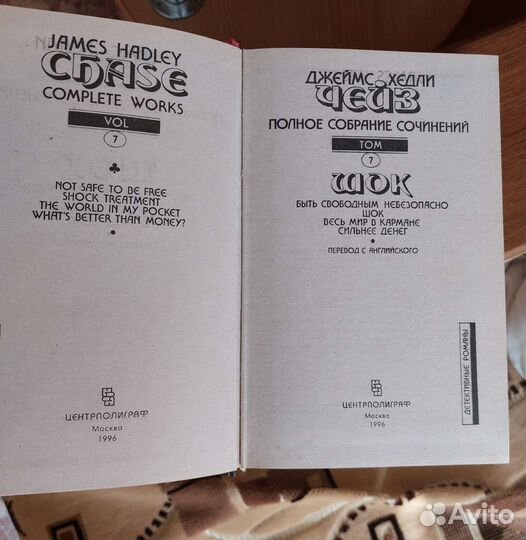 JAMES HADLEY
CHASE
COMPLETE WORKS
VOL
7
NOT SAFE TO BE FREE
SHOCK TREATMENT
THE WORLD IN MY POCKET
WHAT'S BETTER THAN MONEY?
ЦЕНТРПОЛИГРАФ
Москва
1996
ДЖЕЙМС ХЕДЛИ
ЧЕЙЗ
ПОЛНОЕ СОБРАНИЕ СОЧИНЕНИЙ
ТОМ
7
ШОК
БЫТЬ СВОБОДНЫМ НЕБЕЗОПАСНО
ШОК
ВЕСЬ МИР В КАРМАНЕ
СИЛЬНЕЕ ДЕНЕГ
ПЕРЕВОД С АНГЛИЙСКОГО
ДЕТЕКТИВНЫЕ РОМАНЫ
ЦЕНТРПОЛИГРАФ
Москва
1996
Avito